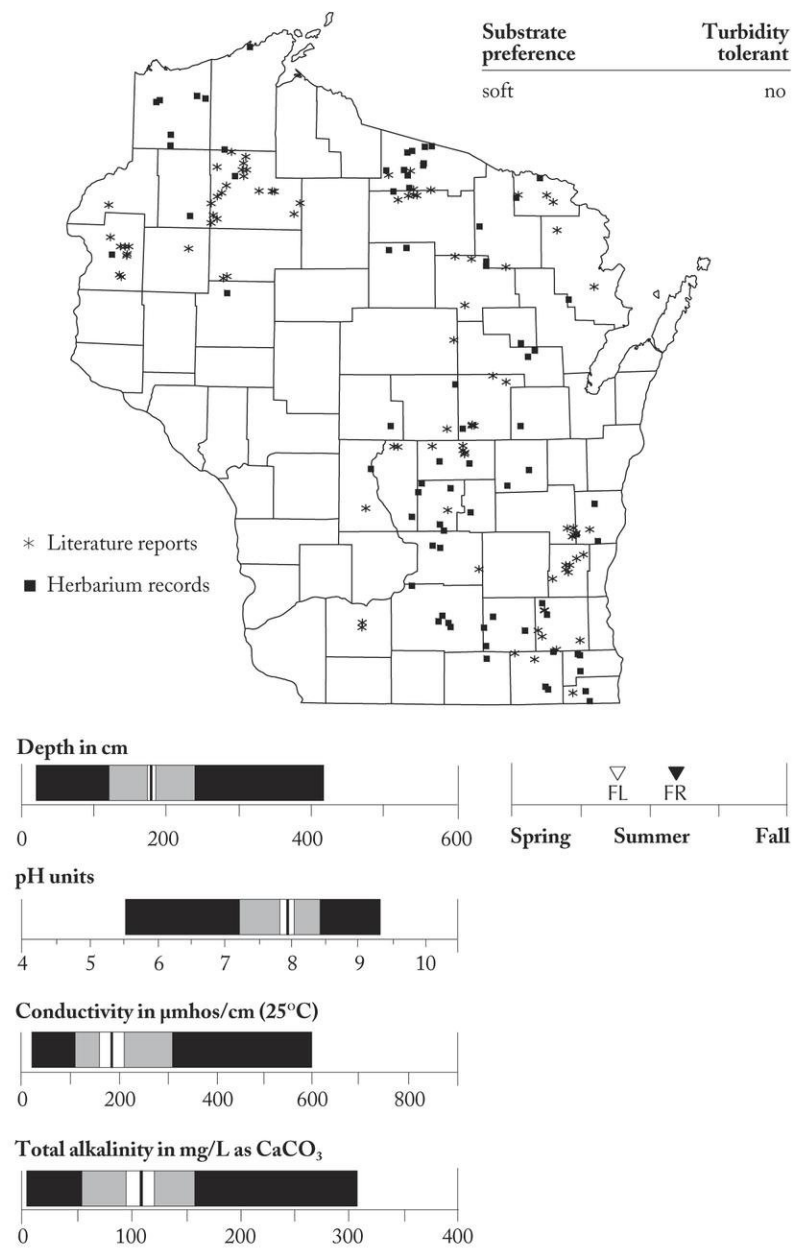 Substrate preference Turbidity tolerant
soft no
Literature reports
Herbarium records
Depth in cm
0 200 400 600
FL FR
Spring Summer Fall
pH units
4 5 6 7 8 9 10
Conductivity in µmhos/cm (25°C)
0 200 400 600 800
Total alkalinity in mg/L as CaCO₃
0 100 200 300 400